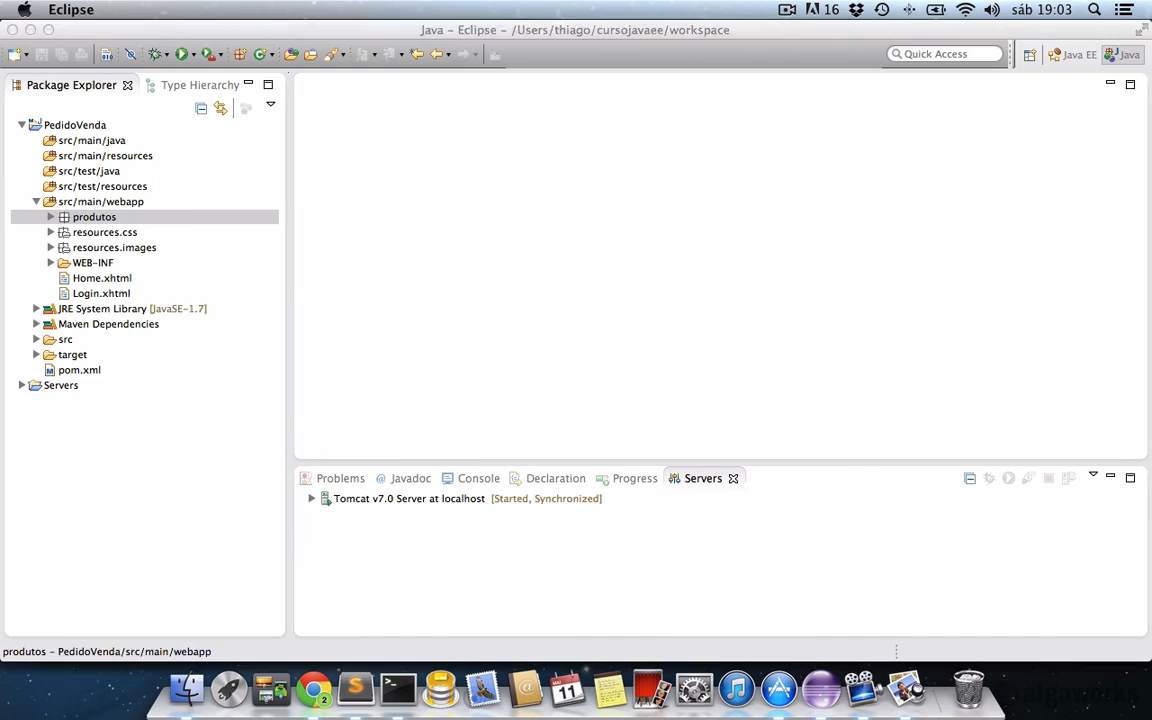 Eclipse
16
sáb 19:03
Java - Eclipse - /Users/thiago/cursojavaee/workspace
Quick Access
Java EE
Java
Package Explorer
Type Hierarchy
PedidoVenda
src/main/java
src/main/resources
src/test/java
src/test/resources
src/main/webapp
produtos
resources.css
resources.images
WEB-INF
Home.xhtml
Login.xhtml
JRE System Library [JavaSE-1.7]
Maven Dependencies
src
target
pom.xml
Servers
Problems
@ Javadoc
Console
Declaration
Progress
Servers
Tomcat v7.0 Server at localhost [Started, Synchronized]
produtos - PedidoVenda/src/main/webapp
2
11
algaworks